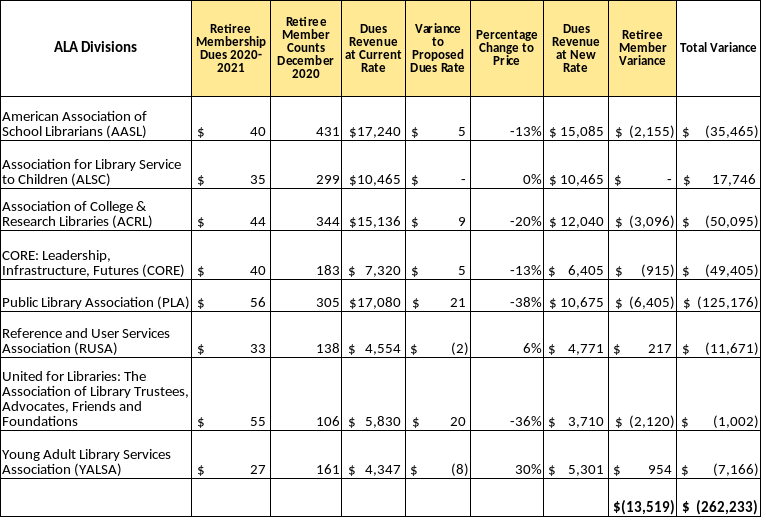 ALA Divisions
Retiree
Membership
Dues 2020-
2021
Retiree
Member
Counts
December
2020
Dues
Revenue
at Current
Rate
Variance
to
Proposed
Dues Rate
Percentage
Change to
Price
Dues
Revenue
at New
Rate
Retiree
Member
Variance
Total Variance
American Association of
School Librarians (AASL) $ 40 431 $17,240 $ 5 -13% $ 15,085 $ (2,155) $ (35,465)
Association for Library Service
to Children (ALSC) $ 35 299 $10,465 $ - 0% $ 10,465 $ - $ 17,746
Association of College &
Research Libraries (ACRL) $ 44 344 $15,136 $ 9 -20% $ 12,040 $ (3,096) $ (50,095)
CORE: Leadership,
Infrastructure, Futures (CORE) $ 40 183 $ 7,320 $ 5 -13% $ 6,405 $ (915) $ (49,405)
Public Library Association (PLA) $ 56 305 $17,080 $ 21 -38% $ 10,675 $ (6,405) $ (125,176)
Reference and User Services
Association (RUSA) $ 33 138 $ 4,554 $ (2) 6% $ 4,771 $ 217 $ (11,671)
United for Libraries: The
Association of Library Trustees,
Advocates, Friends and
Foundations $ 55 106 $ 5,830 $ 20 -36% $ 3,710 $ (2,120) $ (1,002)
Young Adult Library Services
Association (YALSA) $ 27 161 $ 4,347 $ (8) 30% $ 5,301 $ 954 $ (7,166)
$(13,519) $ (262,233)